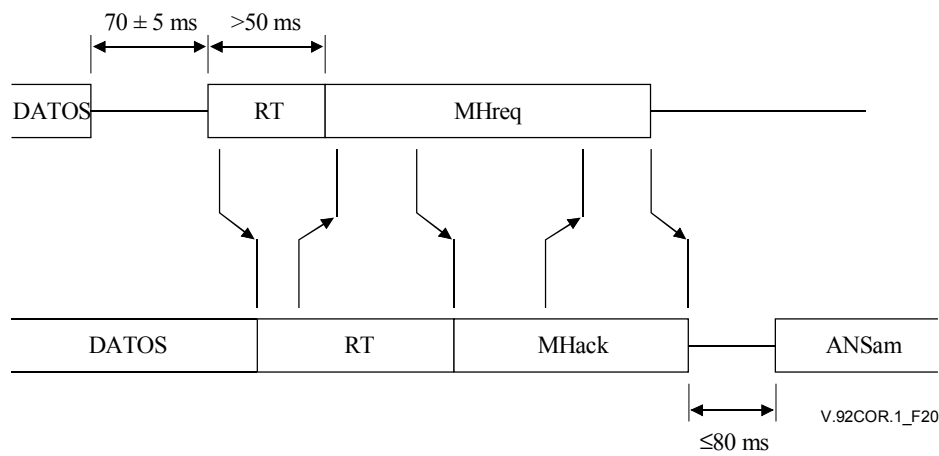 70 ± 5 ms >50 ms
DATOS RT MHreq
DATOS RT MHack ANSam
V.92COR.1_F20
≤80 ms